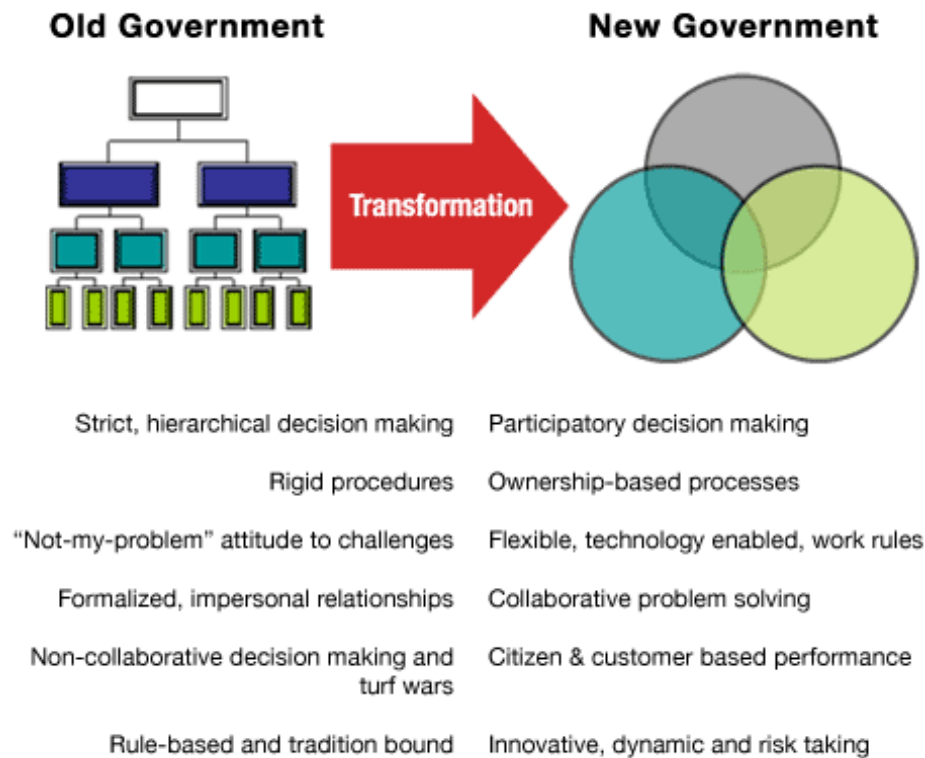 Old Government
New Government
Transformation
Strict, hierarchical decision making
Participatory decision making
Rigid procedures
Ownership-based processes
“Not-my-problem” attitude to challenges
Flexible, technology enabled, work rules
Formalized, impersonal relationships
Collaborative problem solving
Non-collaborative decision making and
turf wars
Citizen & customer based performance
Rule-based and tradition bound
Innovative, dynamic and risk taking